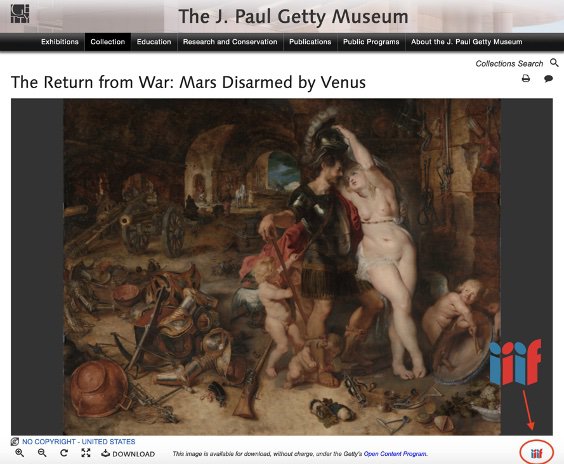 The J. Paul Getty Museum
Exhibitions Collection Education Research and Conservation Publications Public Programs About the J. Paul Getty Museum
Collections Search
The Return from War: Mars Disarmed by Venus
iiif
NO COPYRIGHT - UNITED STATES
DOWNLOAD This image is available for download, without charge, under the Getty's Open Content Program.
iiif